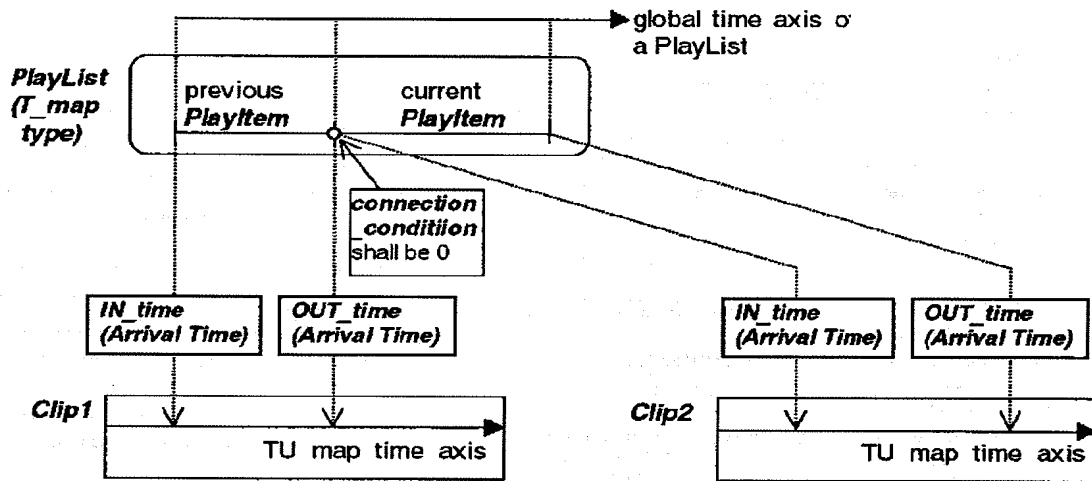 global time axis o
a PlayList
PlayList
(T_map
type)
previous
PlayItem
current
PlayItem
connection
_conditiion
shall be 0
IN_time
(Arrival Time)
OUT_time
(Arrival Time)
IN_time
(Arrival Time)
OUT_time
(Arrival Time)
Clip1
TU map time axis
Clip2
TU map time axis